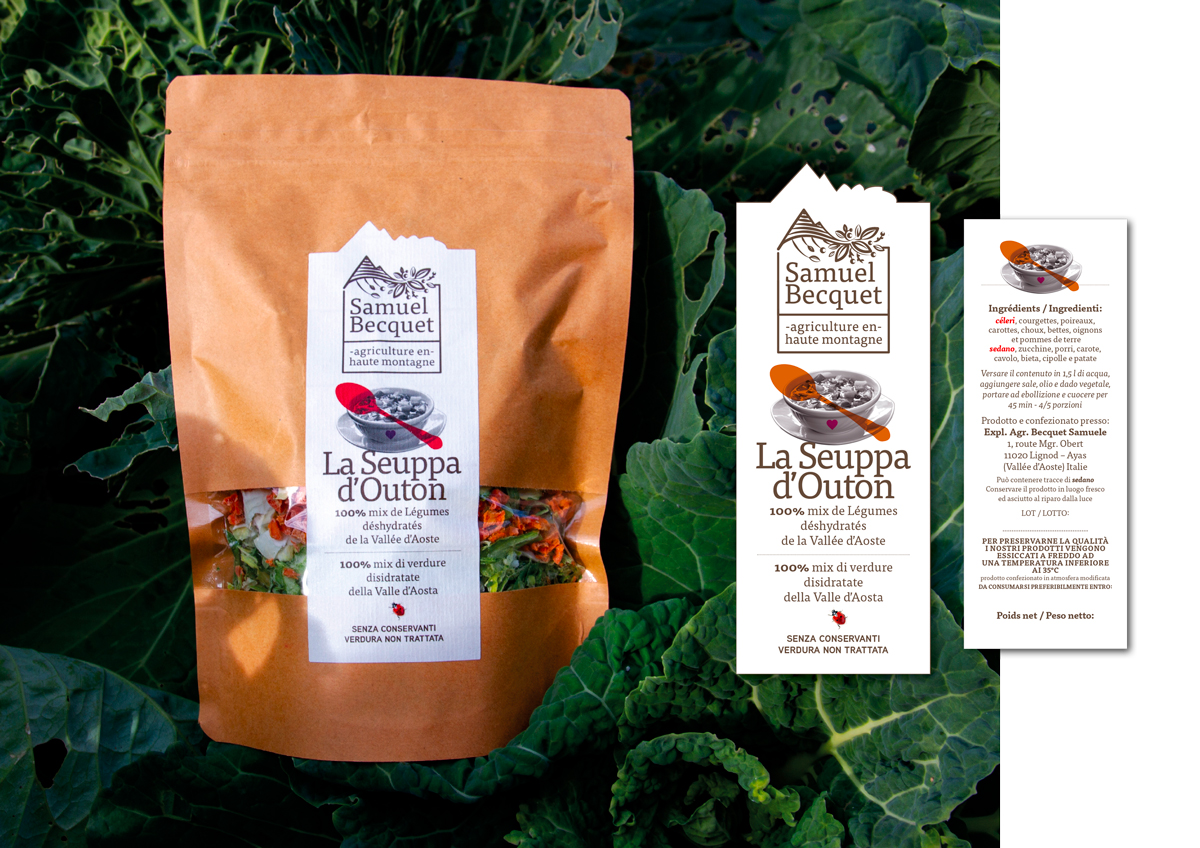 Samuel
Becquet
-agriculture en-
haute montagne
La Seuppa
d'Outon
100% mix de Légumes
déshydratés
de la Vallée d'Aoste
100% mix di verdure
disidratate
della Valle d'Aosta
SENZA CONSERVANTI
VERDURA NON TRATTATA
Samuel
Becquet
-agriculture en-
haute montagne
La Seuppa
d'Outon
100% mix de Légumes
déshydratés
de la Vallée d'Aoste
100% mix di verdure
disidratate
della Valle d'Aosta
SENZA CONSERVANTI
VERDURA NON TRATTATA
Ingrédients / Ingredienti:
céleri, courgettes, poireaux,
carottes, choux, bettes, oignons
et pommes de terre
sedano, zucchine, porri, carote,
cavolo, bieta, cipolle e patate
Versare il contenuto in 1,5 l di acqua,
aggiungere sale, olio e dado vegetale,
portare ad ebollizione e cuocere per
45 min - 4/5 porzioni
Prodotto e confezionato presso:
Expl. Agr. Becquet Samuele
1, route Mgr. Obert
11020 Lignod – Ayas
(Vallée d'Aoste) Italie
Può contenere tracce di sedano
Conservare il prodotto in luogo fresco
ed asciutto al riparo dalla luce
LOT / LOTTO:
PER PRESERVARNE LA QUALITÀ
I NOSTRI PRODOTTI VENGONO
ESSICCATI A FREDDO AD
UNA TEMPERATURA INFERIORE
AI 35°C
prodotto confezionato in atmosfera modificata
DA CONSUMARSI PREFERIBILMENTE ENTRO:
Poids net / Peso netto: